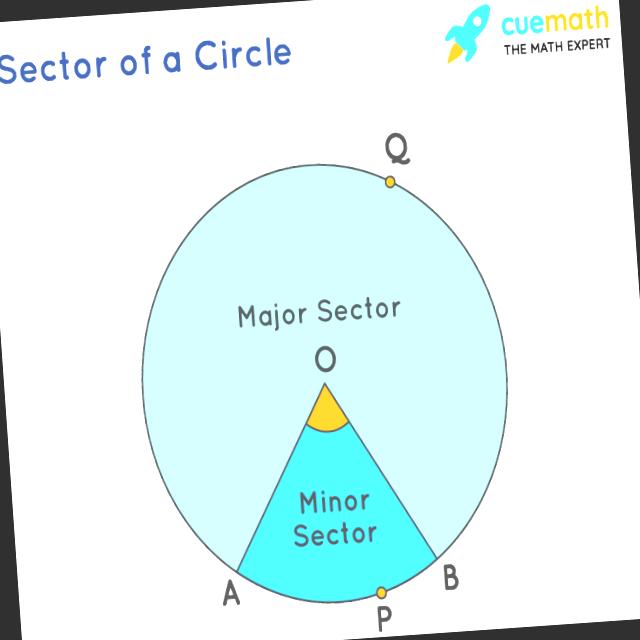 Sector of a Circle
cuemath
THE MATH EXPERT
Q
Major Sector
O
Minor
Sector
A
B
P